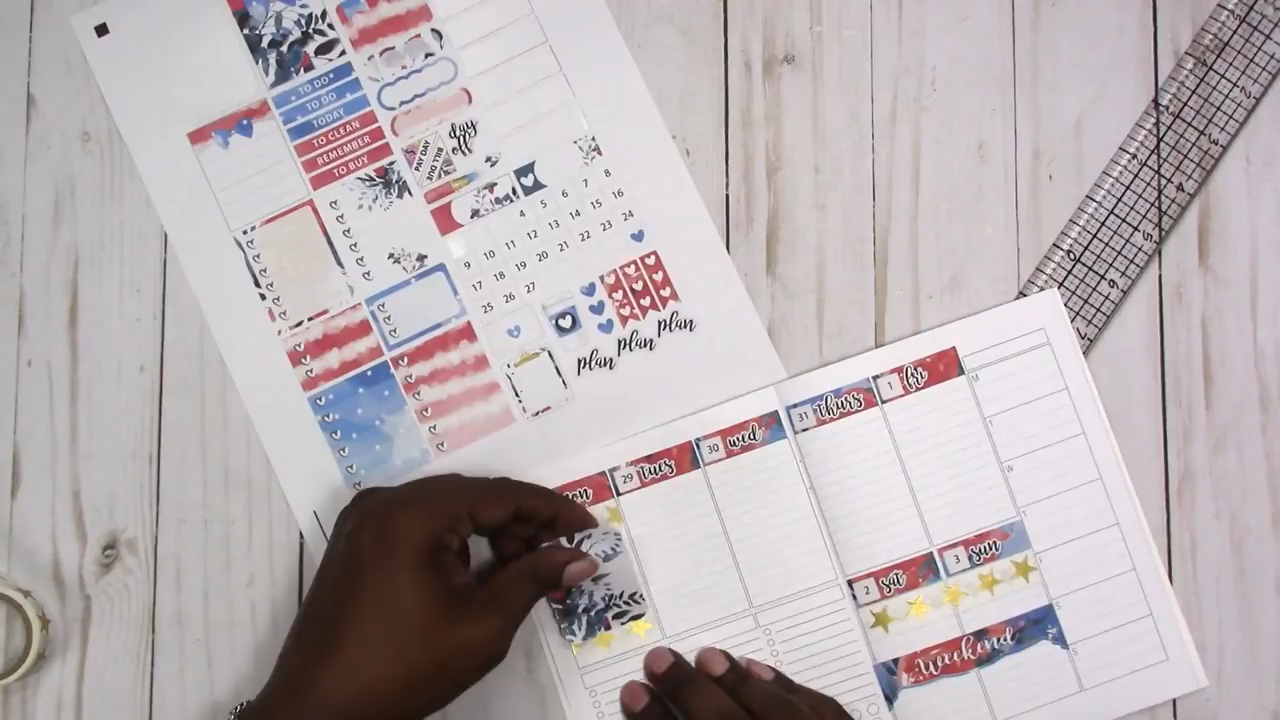 TO DO
TO DO
TODAY
TO CLEAN
REMEMBER
TO BUY
PAY DAY
BILL DUE
day off
4 5 6 7 8
9 10 11 12 13 14 15 16
17 18 19 20 21 22 23 24
25 26 27
plan plan plan
29 tues
30 wed
31 thurs
1 fri
2 sat
3 sun
Weekend
M
T
W
T
S
S